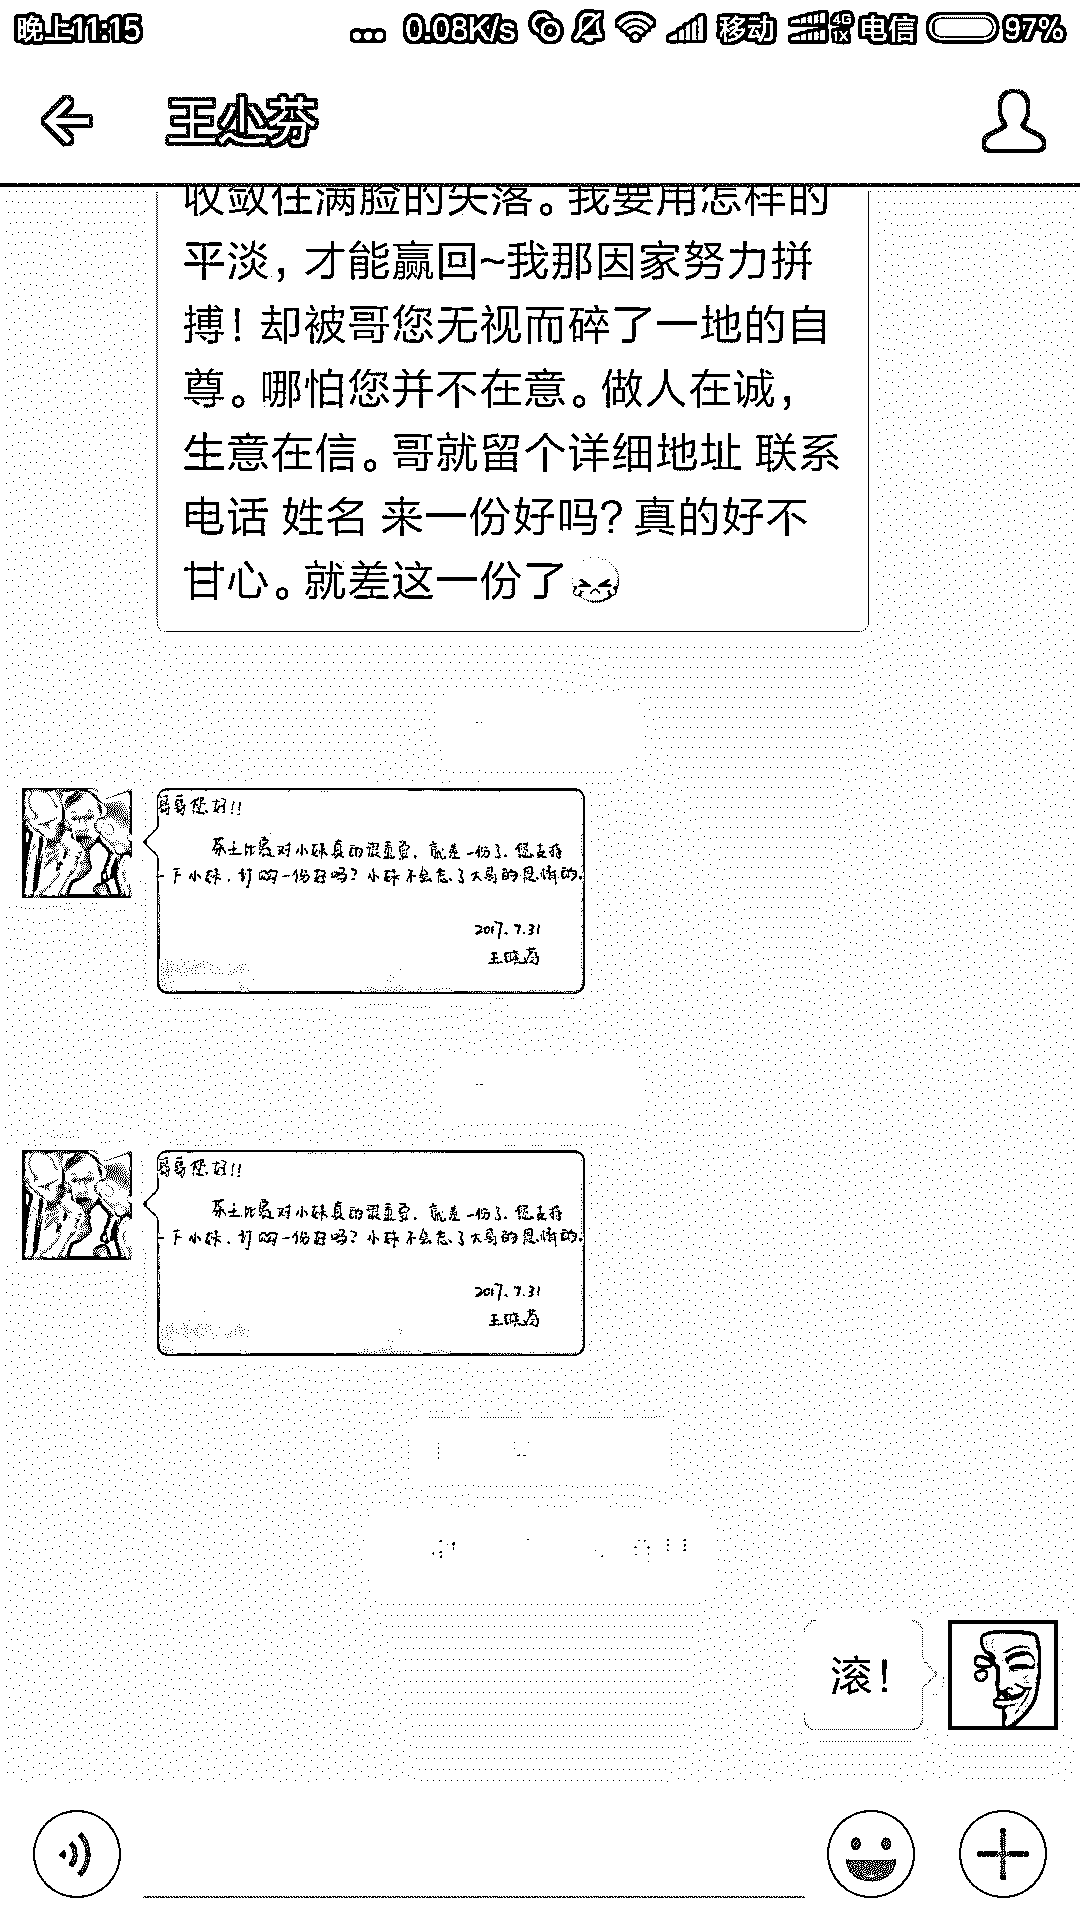 晚上11:15 ... 0.08K/s 移动 4G 1X 电信 97%
王小芬
收敛住满脸的失落。我要用怎样的
平淡，才能赢回~我那因家努力拼
搏！却被哥您无视而碎了一地的自
尊。哪怕您并不在意。做人在诚，
生意在信。哥就留个详细地址 联系
电话 姓名 来一份好吗？真的好不
甘心。就差这一份了
哥哥您好!!
茶王比赛对小妹真的很重要，就差一份了，您支持
一下小妹，订购一份好吗？小妹不会忘了大哥的恩情的.
2017.7.31
哥哥您好!!
茶王比赛对小妹真的很重要，就差一份了，您支持
一下小妹，订购一份好吗？小妹不会忘了大哥的恩情的.
2017.7.31
滚！